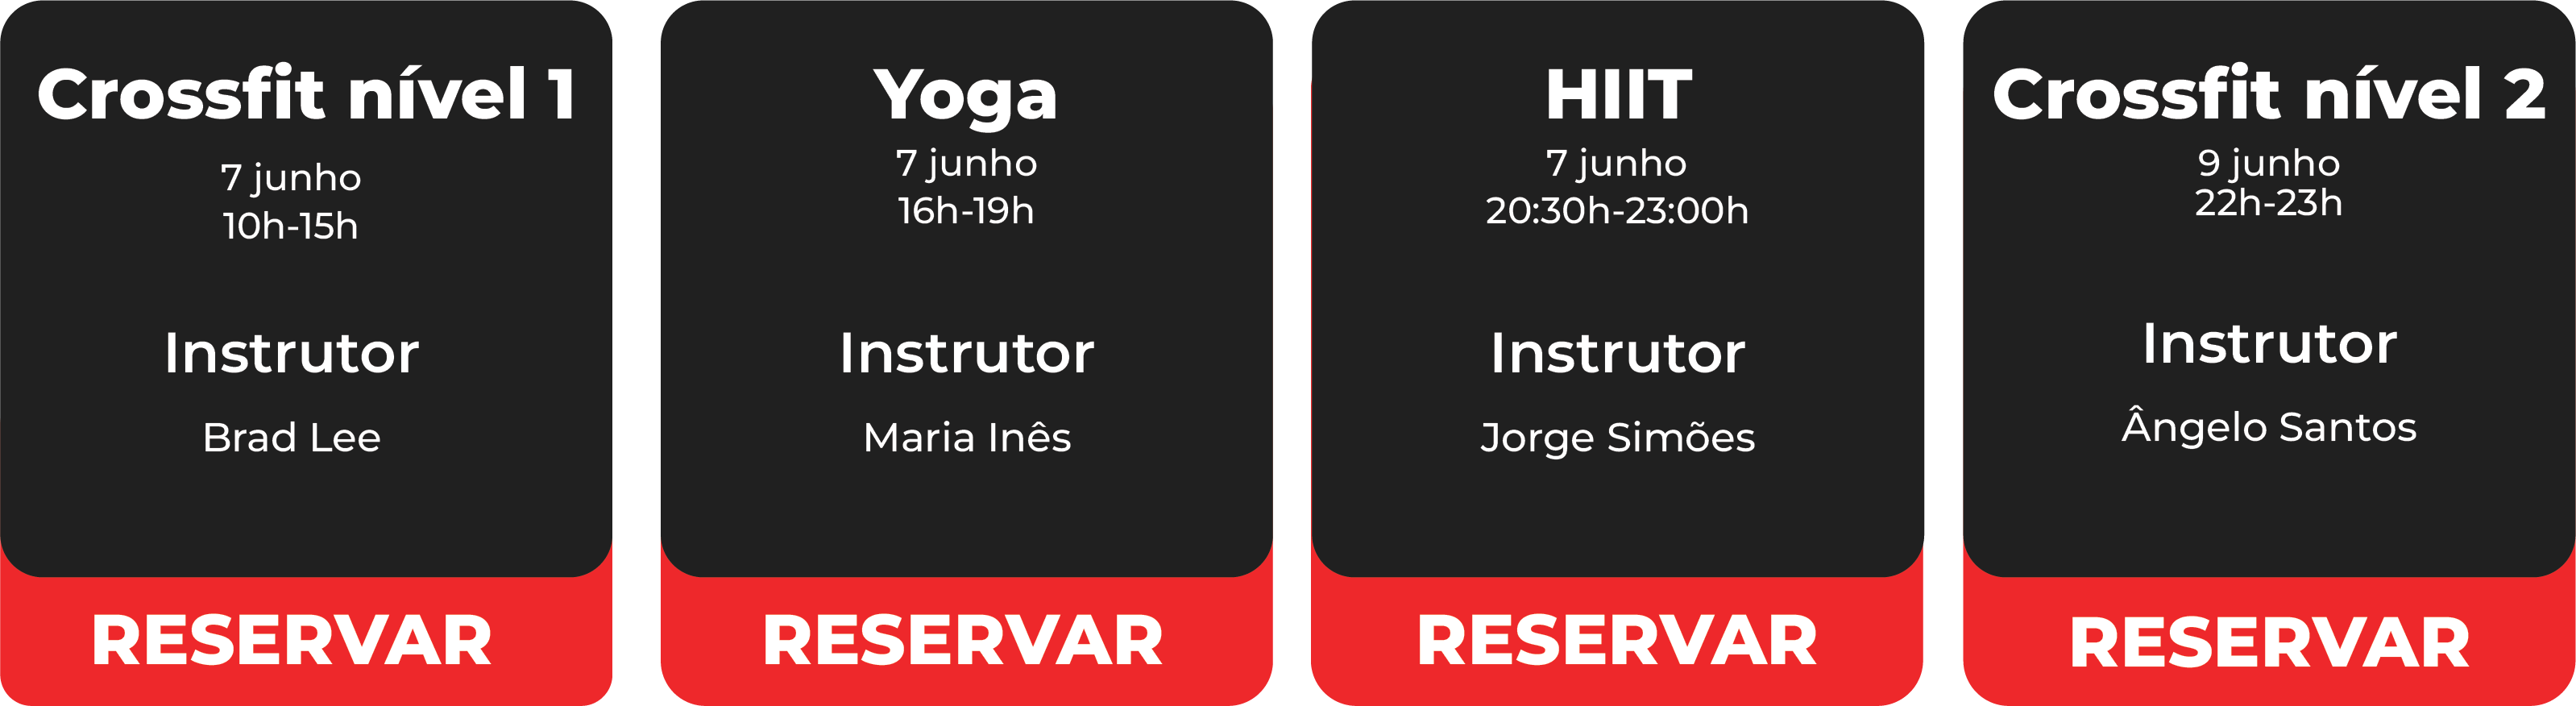 Crossfit nível 1
7 junho
10h-15h
Instrutor
Brad Lee
RESERVAR
Yoga
7 junho
16h-19h
Instrutor
Maria Inês
RESERVAR
HIIT
7 junho
20:30h-23:00h
Instrutor
Jorge Simões
RESERVAR
Crossfit nível 2
9 junho
22h-23h
Instrutor
Ângelo Santos
RESERVAR